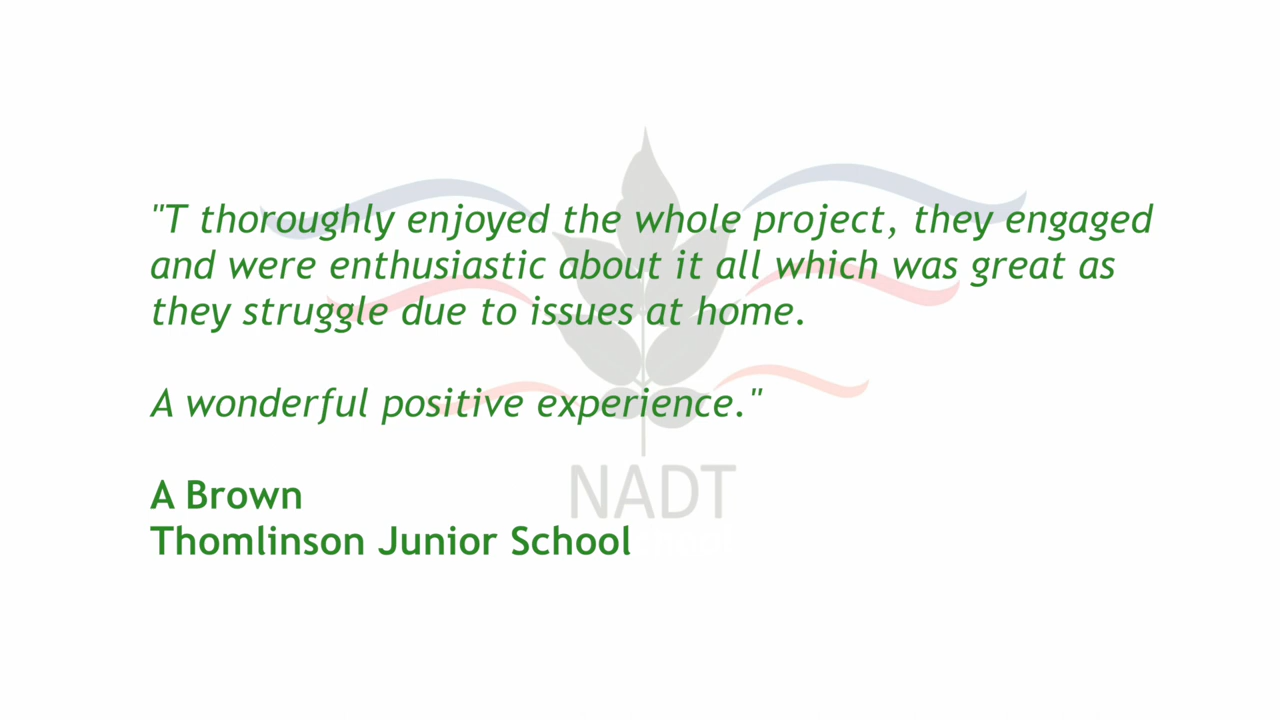 "T thoroughly enjoyed the whole project, they engaged
and were enthusiastic about it all which was great as
they struggle due to issues at home.
A wonderful positive experience."
NADT
A Brown
Thomlinson Junior School